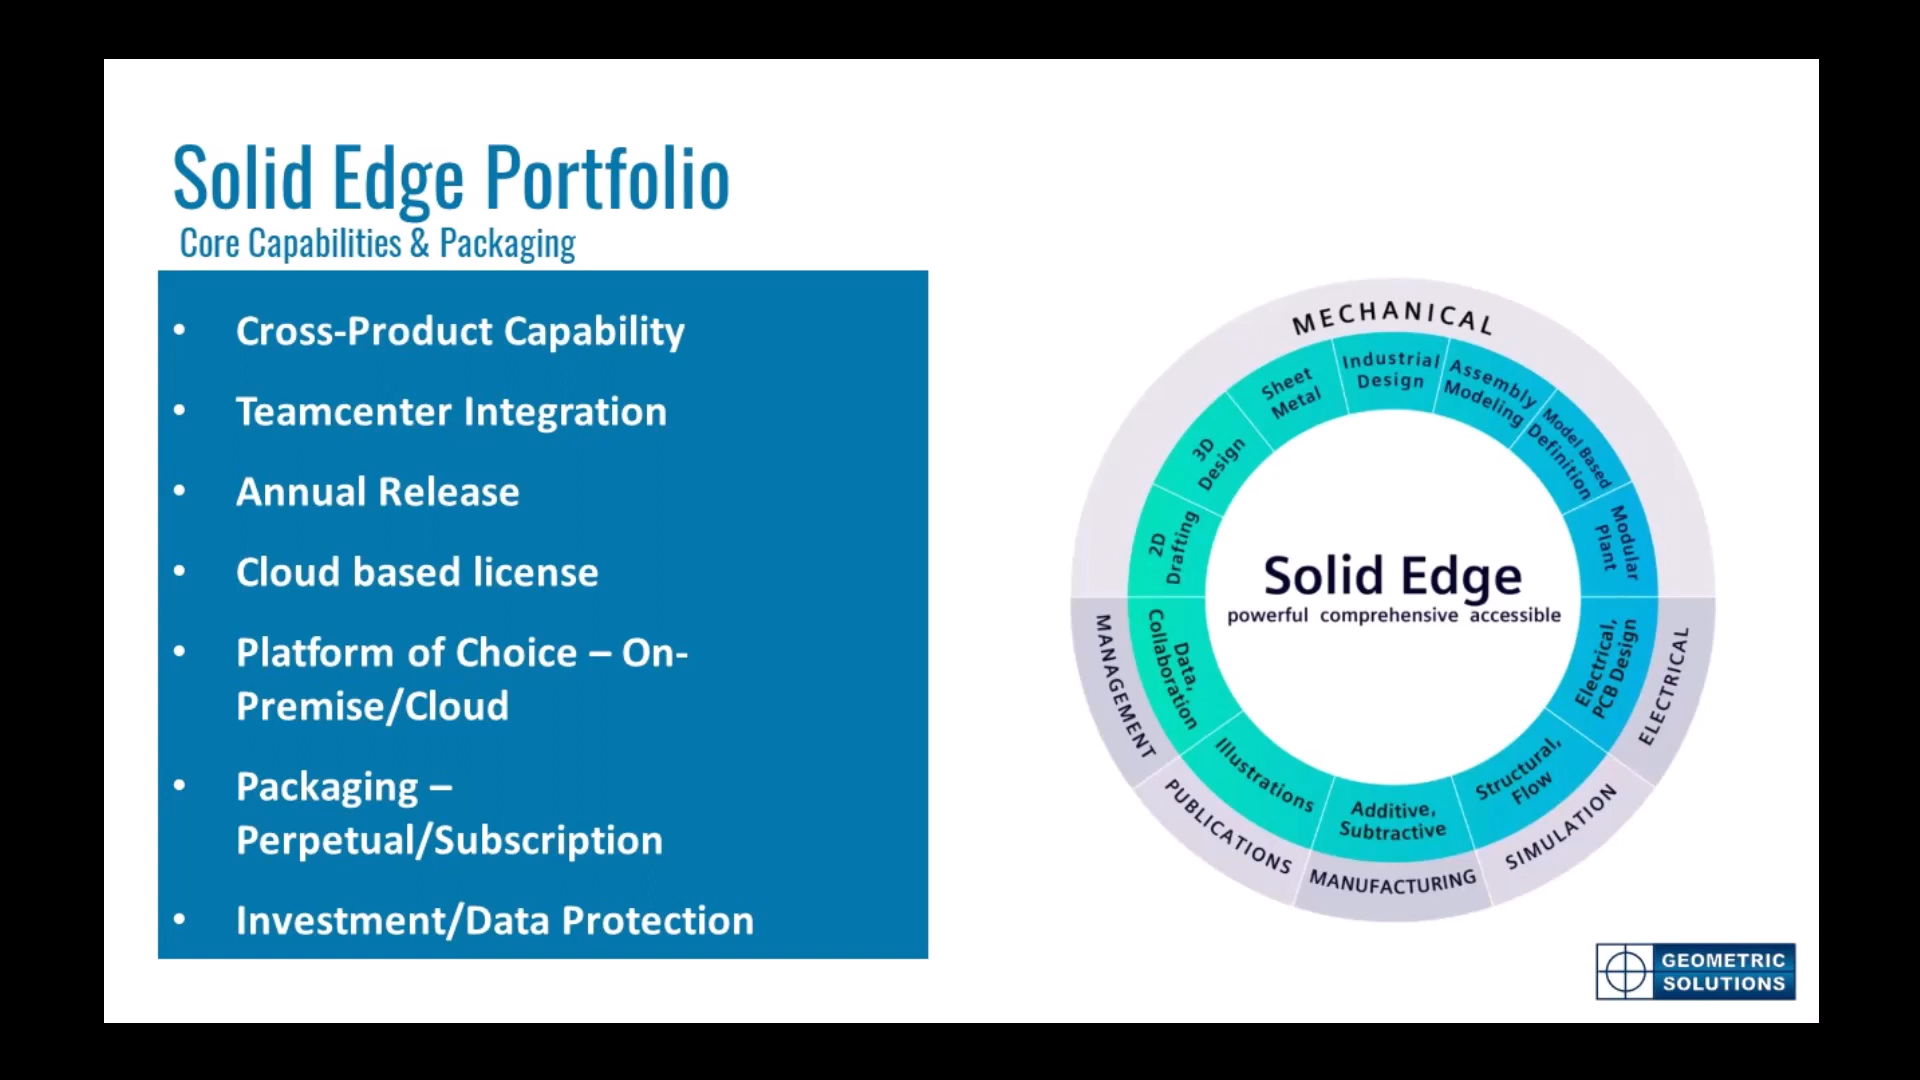 Solid Edge Portfolio
Core Capabilities & Packaging
• Cross-Product Capability
• Teamcenter Integration
• Annual Release
• Cloud based license
• Platform of Choice – On-
Premise/Cloud
• Packaging –
Perpetual/Subscription
• Investment/Data Protection
MECHANICAL
2D
Drafting
3D
Design
Sheet
Metal
Industrial
Design
Assembly
Modeling
Model Based
Definition
Modular
Plant
Solid Edge
powerful comprehensive accessible
ELECTRICAL
Electrical,
PCB Design
SIMULATION
Structural,
Flow
MANUFACTURING
Additive,
Subtractive
PUBLICATIONS
Illustrations
MANAGEMENT
Data,
Collaboration
GEOMETRIC
SOLUTIONS